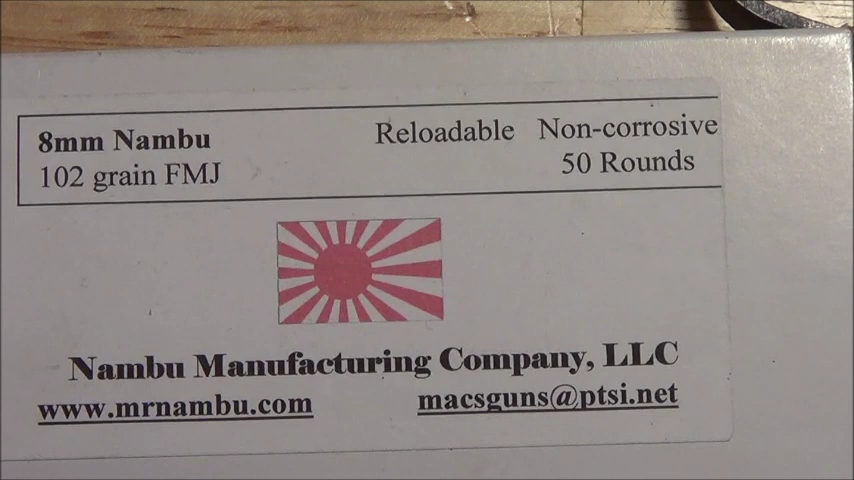 8mm Nambu Reloadable Non-corrosive
102 grain FMJ 50 Rounds
Nambu Manufacturing Company, LLC
www.mrnambu.com macsguns@ptsi.net